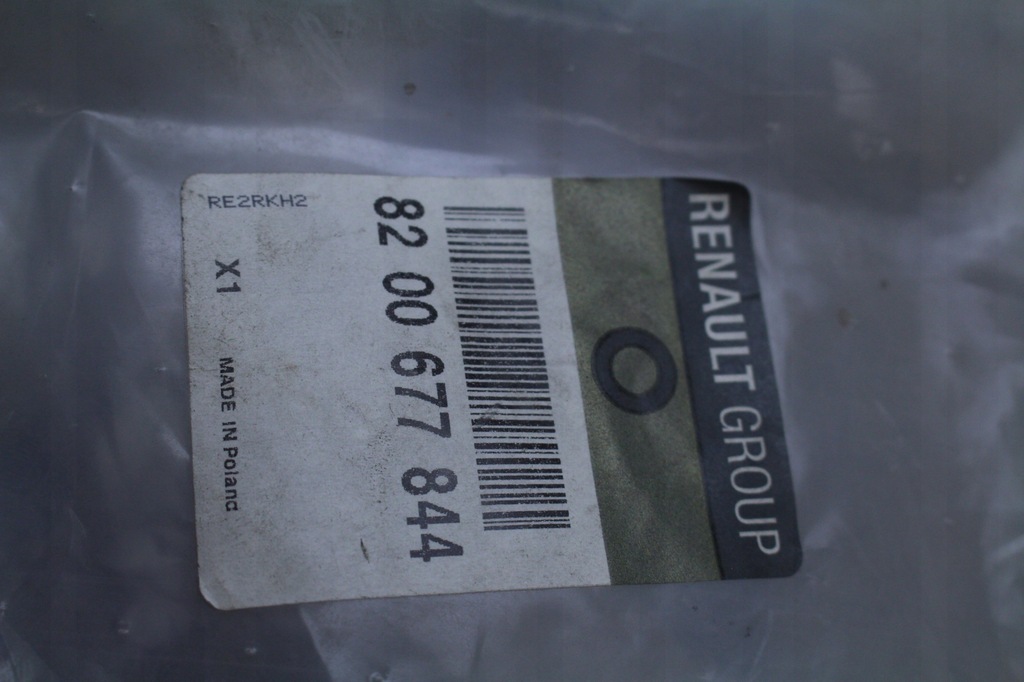 RENAULT GROUP
82 00 677 844
X1 MADE IN Poland
RE2RKH2